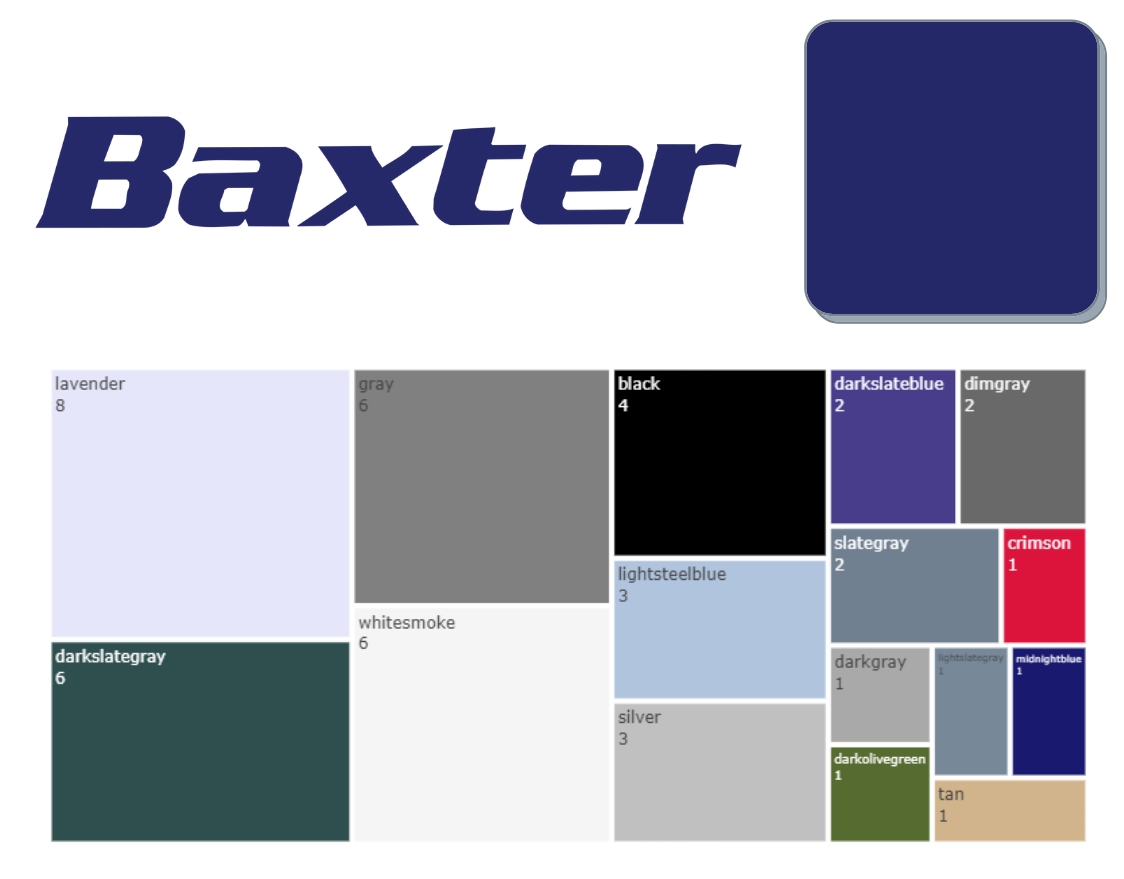 Baxter
lavender
8
gray
6
black
4
darkslateblue
2
dimgray
2
slategray
2
crimson
1
lightsteelblue
3
whitesmoke
6
darkslategray
6
darkgray
1
lightslategray
1
midnightblue
1
silver
3
darkolivegreen
1
tan
1